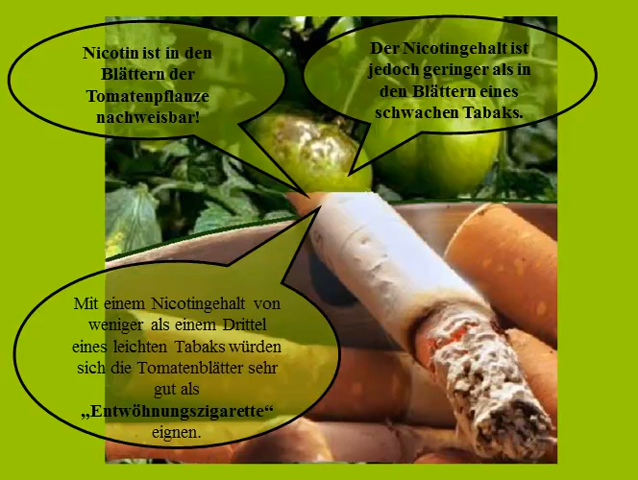 Nicotin ist in den
Blättern der
Tomatenpflanze
nachweisbar!
Der Nicotingehalt ist
jedoch geringer als in
den Blättern eines
schwachen Tabaks.
Mit einem Nicotingehalt von
weniger als einem Drittel
eines leichten Tabaks würden
sich die Tomatenblätter sehr
gut als
„Entwöhnungszigarette“
eignen.